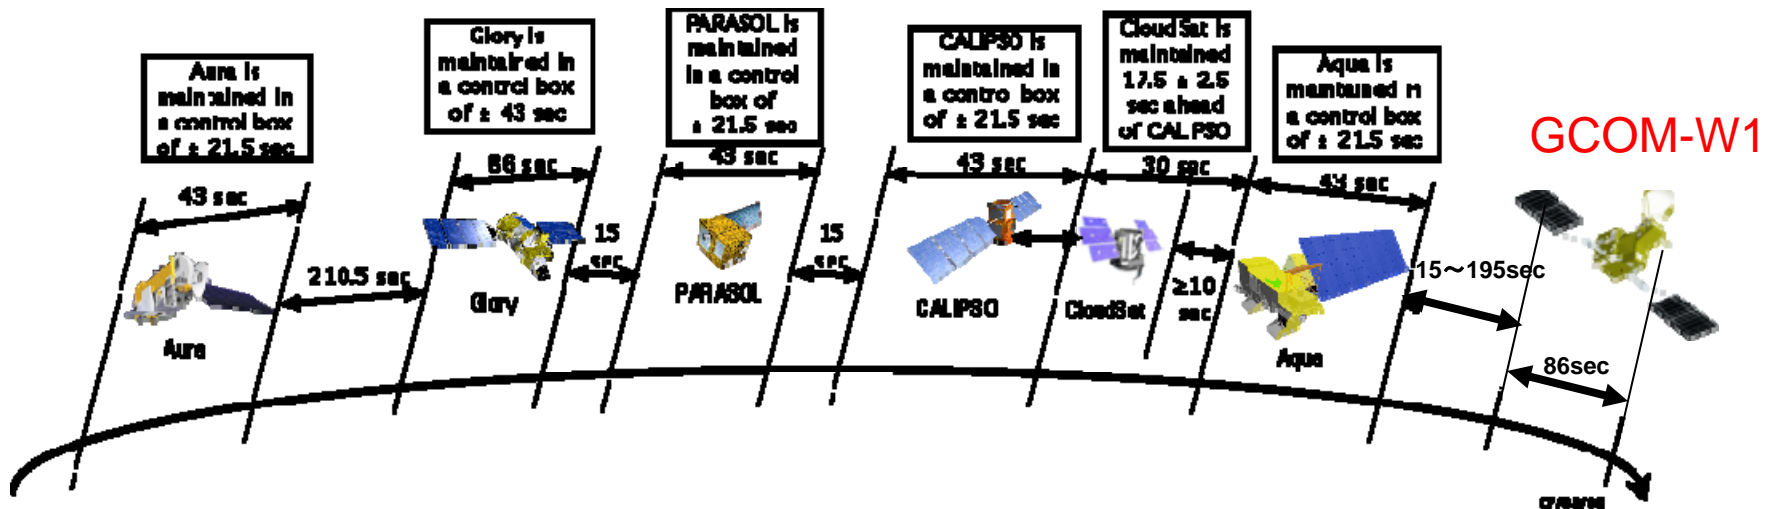 Aura is
maintained in
a control box
of ± 21.5 sec
Glory is
maintained in
a control box
of ± 43 sec
PARASOL is
maintained
in a control
box of
± 21.5 sec
CALIPSO is
maintained in
a control box
of ± 21.5 sec
CloudSat is
maintained
17.5 ± 2.5
sec ahead
of CALIPSO
Aqua is
maintained in
a control box
of ± 21.5 sec
GCOM-W1
43 sec
86 sec
43 sec
43 sec
30 sec
43 sec
210.5 sec
15
sec
15
sec
≥10
sec
15～195sec
86sec
Aura
Glory
PARASOL
CALIPSO
CloudSat
Aqua